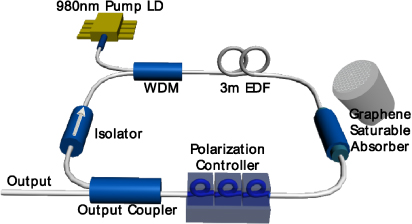 980nm Pump LD
WDM
3m EDF
Graphene
Saturable
Absorber
Isolator
Polarization
Controller
Output
Output Coupler